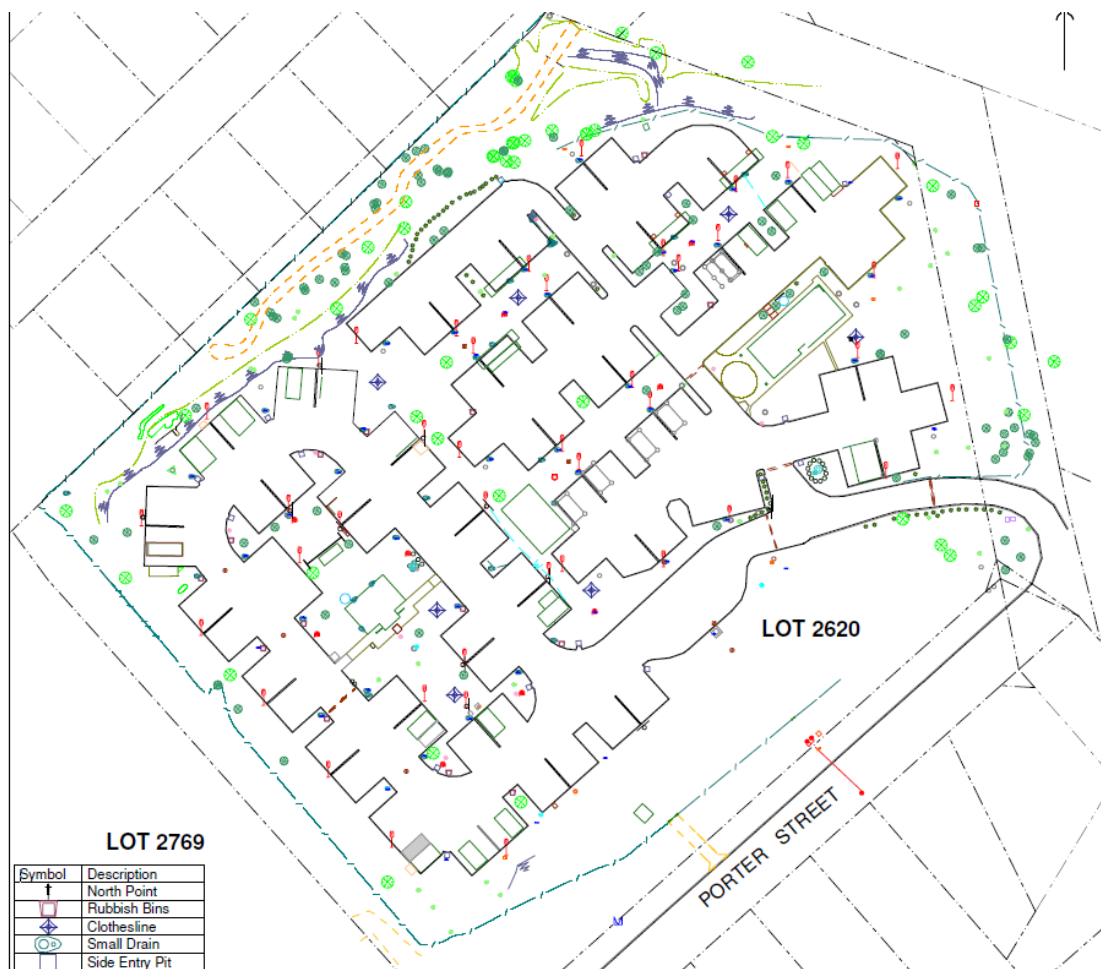 LOT 2620
PORTER STREET
LOT 2769
Symbol Description
North Point
Rubbish Bins
Clothesline
Small Drain
Side Entry Pit
M